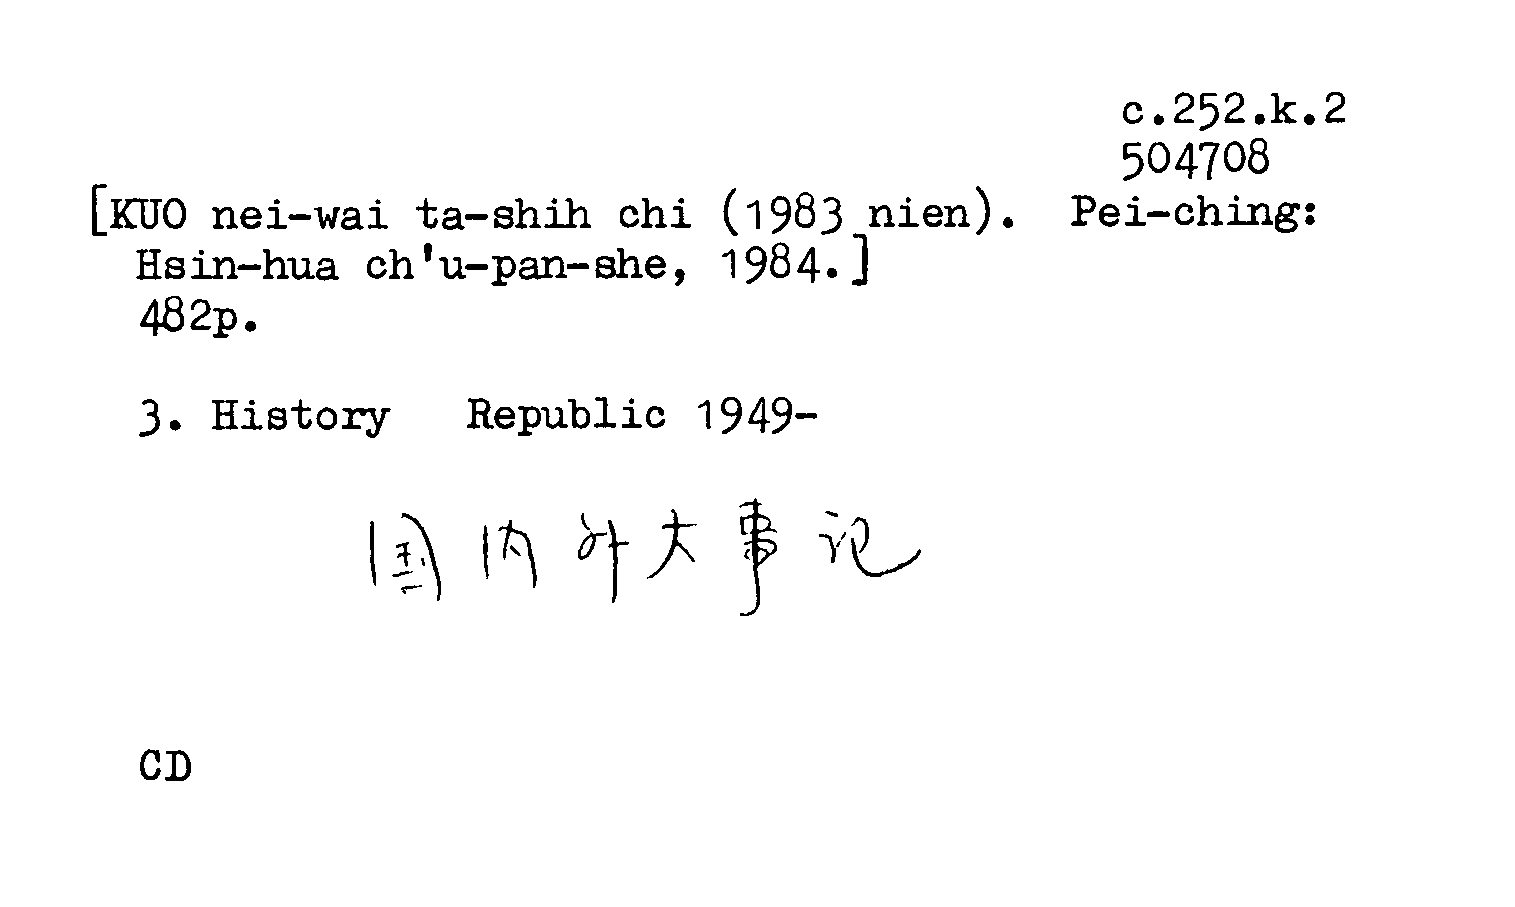 c.252.k.2
504708
[KUO nei-wai ta-shih chi (1983 nien). Pei-ching:
Hsin-hua ch'u-pan-she, 1984.]
482p.
3. History Republic 1949-
国内外大事记
CD